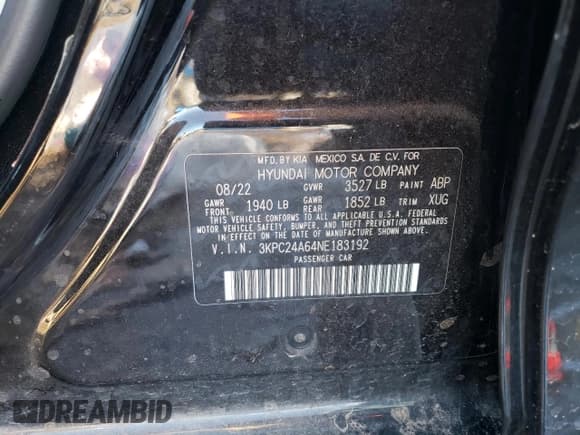 MFD. BY KIA MEXICO S.A. DE C.V. FOR
HYUNDAI MOTOR COMPANY
08/22 GVWR 3527 LB PAINT ABP
GAWR FRONT 1940 LB GAWR REAR 1852 LB TRIM XUG
THIS VEHICLE CONFORMS TO ALL APPLICABLE U.S.A. FEDERAL
MOTOR VEHICLE SAFETY, BUMPER, AND THEFT PREVENTION
STANDARDS IN EFFECT ON THE DATE OF MANUFACTURE SHOWN ABOVE.
V.I.N. 3KPC24A64NE183192
PASSENGER CAR
DREAMBID